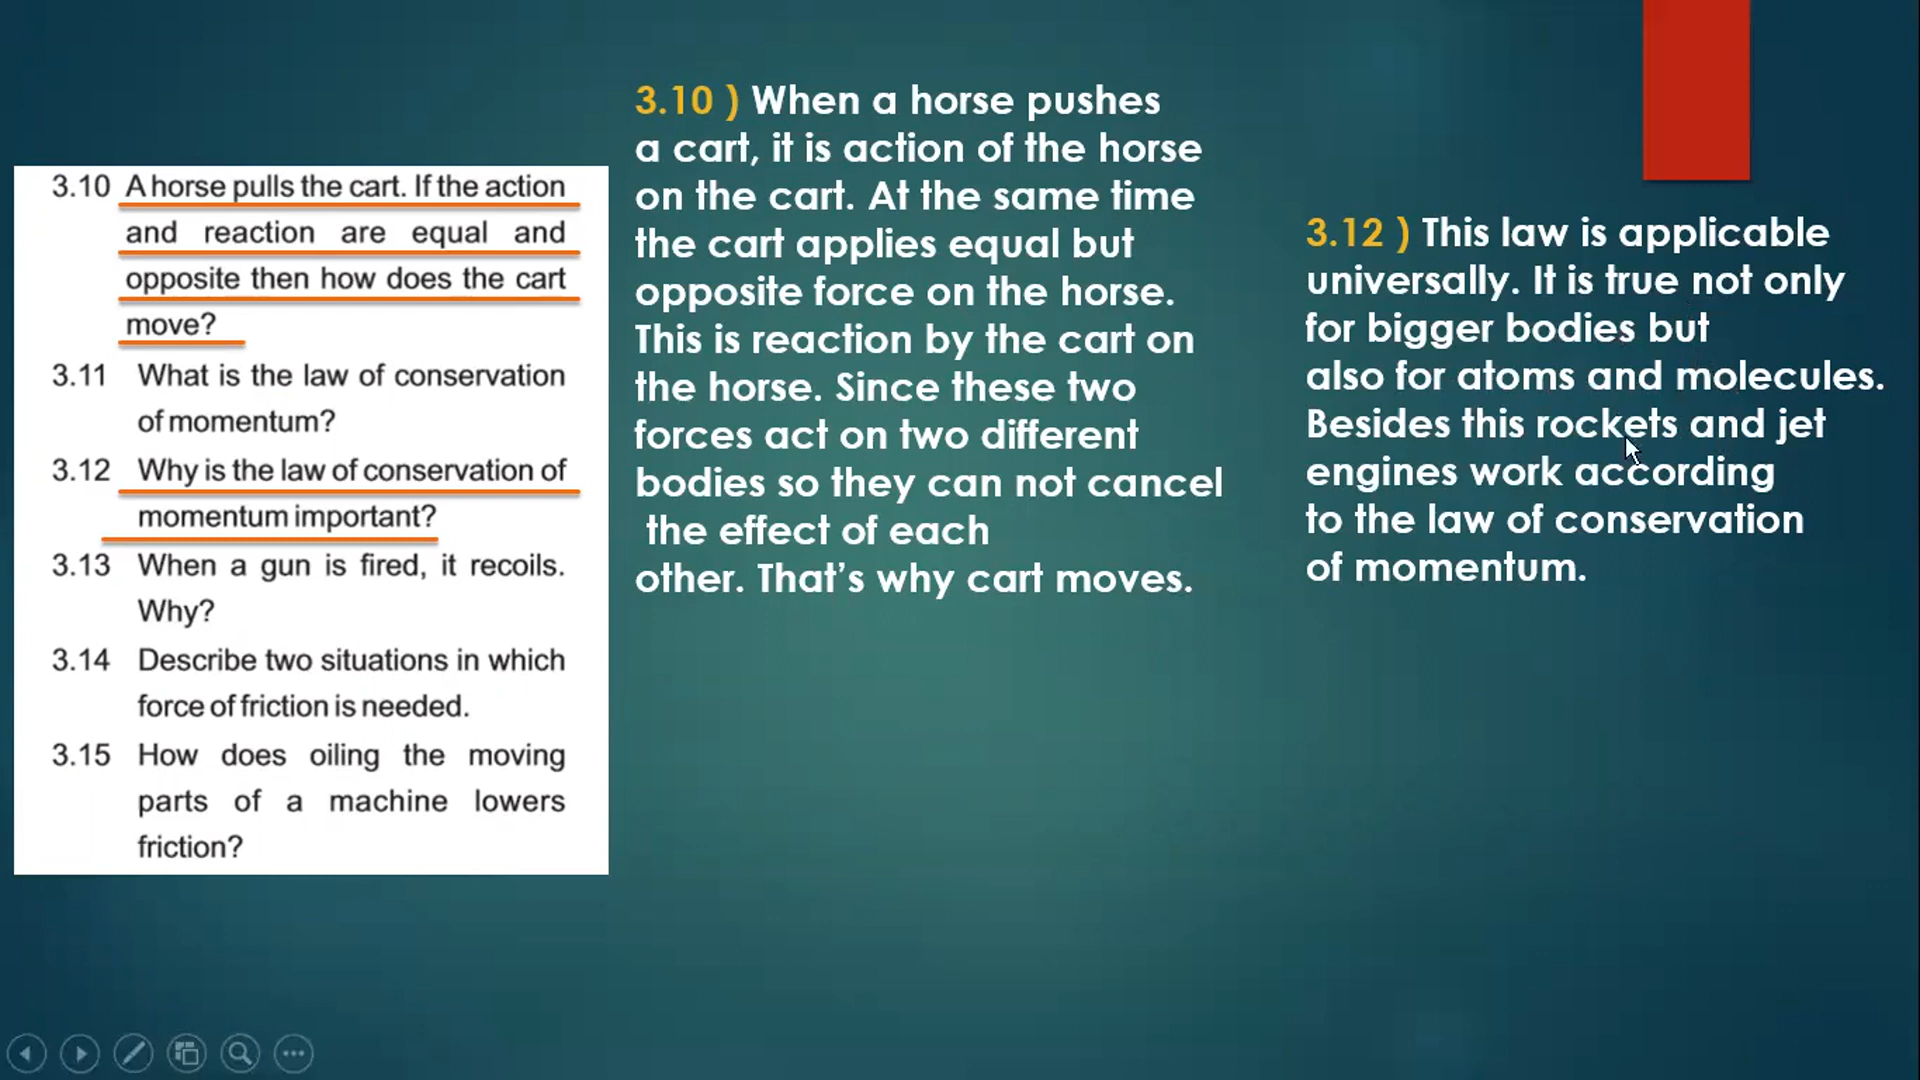 3.10 A horse pulls the cart. If the action
and reaction are equal and
opposite then how does the cart
move?
3.11 What is the law of conservation
of momentum?
3.12 Why is the law of conservation of
momentum important?
3.13 When a gun is fired, it recoils.
Why?
3.14 Describe two situations in which
force of friction is needed.
3.15 How does oiling the moving
parts of a machine lowers
friction?
3.10 ) When a horse pushes
a cart, it is action of the horse
on the cart. At the same time
the cart applies equal but
opposite force on the horse.
This is reaction by the cart on
the horse. Since these two
forces act on two different
bodies so they can not cancel
the effect of each
other. That’s why cart moves.
3.12 ) This law is applicable
universally. It is true not only
for bigger bodies but
also for atoms and molecules.
Besides this rockets and jet
engines work according
to the law of conservation
of momentum.